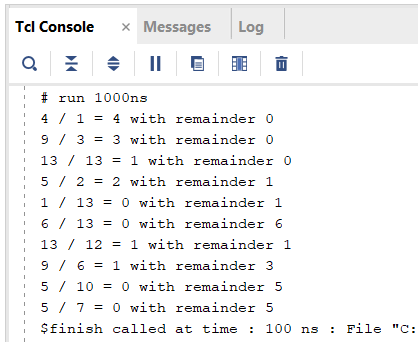 Tcl Console × Messages Log
# run 1000ns
4 / 1 = 4 with remainder 0
9 / 3 = 3 with remainder 0
13 / 13 = 1 with remainder 0
5 / 2 = 2 with remainder 1
1 / 13 = 0 with remainder 1
6 / 13 = 0 with remainder 6
13 / 12 = 1 with remainder 1
9 / 6 = 1 with remainder 3
5 / 10 = 0 with remainder 5
5 / 7 = 0 with remainder 5
$finish called at time : 100 ns : File "C: